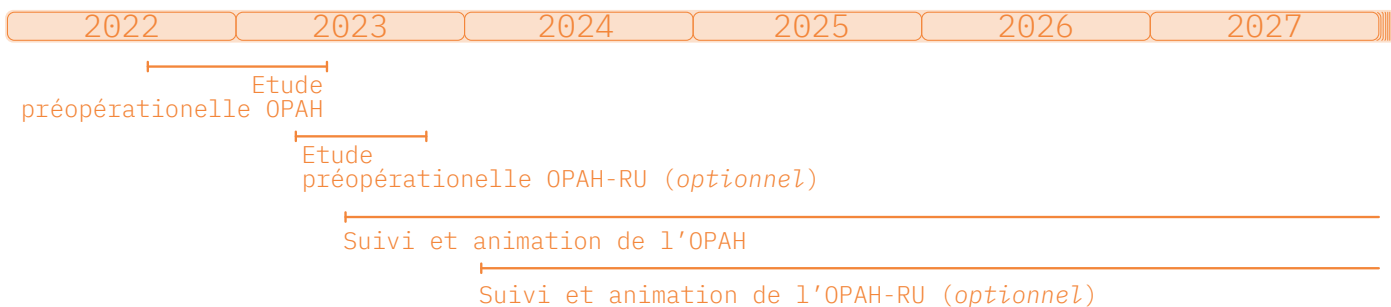 2022 2023 2024 2025 2026 2027
Etude
préopérationelle OPAH
Etude
préopérationelle OPAH-RU (optionnel)
Suivi et animation de l’OPAH
Suivi et animation de l’OPAH-RU (optionnel)